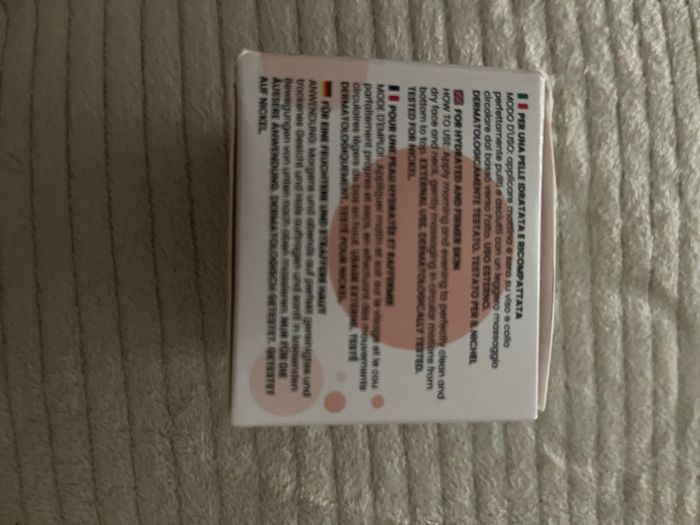 PER UNA PELLE IDRATATA E RICOMPATTATA
MODO D'USO: applicare mattina e sera su viso e collo
perfettamente puliti e asciutti con un leggero massaggio
circolare dal basso verso l'alto. USO ESTERNO.
DERMATOLOGICAMENTE TESTATO. TESTATO PER IL NICHEL
FOR HYDRATED AND FIRMER SKIN
HOW TO USE: Apply morning and evening to perfectly clean and
dry face and neck, gently massaging in circular motions from
bottom to top. EXTERNAL USE. DERMATOLOGICALLY TESTED.
TESTED FOR NICKEL
POUR UNE PEAU HYDRATÉE ET RAFFERMIE
MODE D'EMPLOI: Appliquer matin et soir sur le visage et le cou
parfaitement propres et secs, en effectuant des mouvements
circulaires légers de bas en haut. USAGE EXTERNE. TESTÉ
DERMATOLOGIQUEMENT. TESTÉ POUR NICKEL
FÜR EINE FEUCHTERE UND STRAFFERE HAUT
ANWENDUNG: Morgens und abends auf perfekt gereinigtes und
trockenes Gesicht und Hals auftragen und sanft in kreisenden
Bewegungen von unten nach oben massieren. NUR FÜR DIE
ÄUSSERE ANWENDUNG. DERMATOLOGISCH GETESTET. GETESTET
AUF NICKEL.